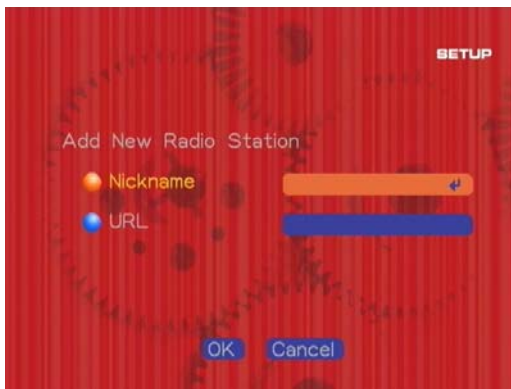 SETUP
Add New Radio Station
Nickname
URL
OK Cancel